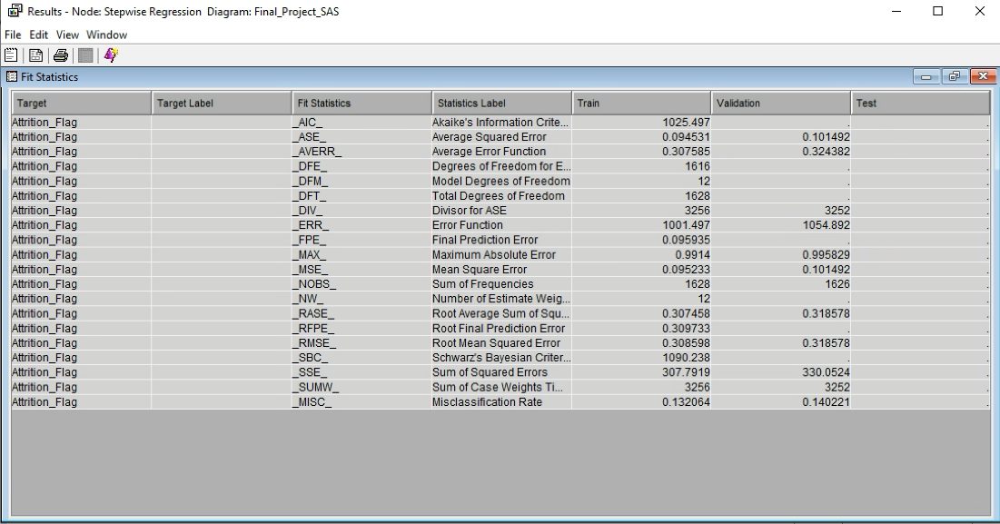 Results - Node: Stepwise Regression Diagram: Final_Project_SAS
File Edit View Window
Fit Statistics
Target Target Label Fit Statistics Statistics Label Train Validation Test
Attrition_Flag _AIC_ Akaike's Information Crite... 1025.497 . .
Attrition_Flag _ASE_ Average Squared Error 0.094531 0.101492 .
Attrition_Flag _AVERR_ Average Error Function 0.307585 0.324382 .
Attrition_Flag _DFE_ Degrees of Freedom for E... 1616 . .
Attrition_Flag _DFM_ Model Degrees of Freedom 12 . .
Attrition_Flag _DFT_ Total Degrees of Freedom 1628 . .
Attrition_Flag _DIV_ Divisor for ASE 3256 3252 .
Attrition_Flag _ERR_ Error Function 1001.497 1054.892 .
Attrition_Flag _FPE_ Final Prediction Error 0.095935 . .
Attrition_Flag _MAX_ Maximum Absolute Error 0.9914 0.995829 .
Attrition_Flag _MSE_ Mean Square Error 0.095233 0.101492 .
Attrition_Flag _NOBS_ Sum of Frequencies 1628 1626 .
Attrition_Flag _NW_ Number of Estimate Weig... 12 . .
Attrition_Flag _RASE_ Root Average Sum of Squ... 0.307458 0.318578 .
Attrition_Flag _RFPE_ Root Final Prediction Error 0.309733 . .
Attrition_Flag _RMSE_ Root Mean Squared Error 0.308598 0.318578 .
Attrition_Flag _SBC_ Schwarz's Bayesian Criter... 1090.238 . .
Attrition_Flag _SSE_ Sum of Squared Errors 307.7919 330.0524 .
Attrition_Flag _SUMW_ Sum of Case Weights Ti... 3256 3252 .
Attrition_Flag _MISC_ Misclassification Rate 0.132064 0.140221 .